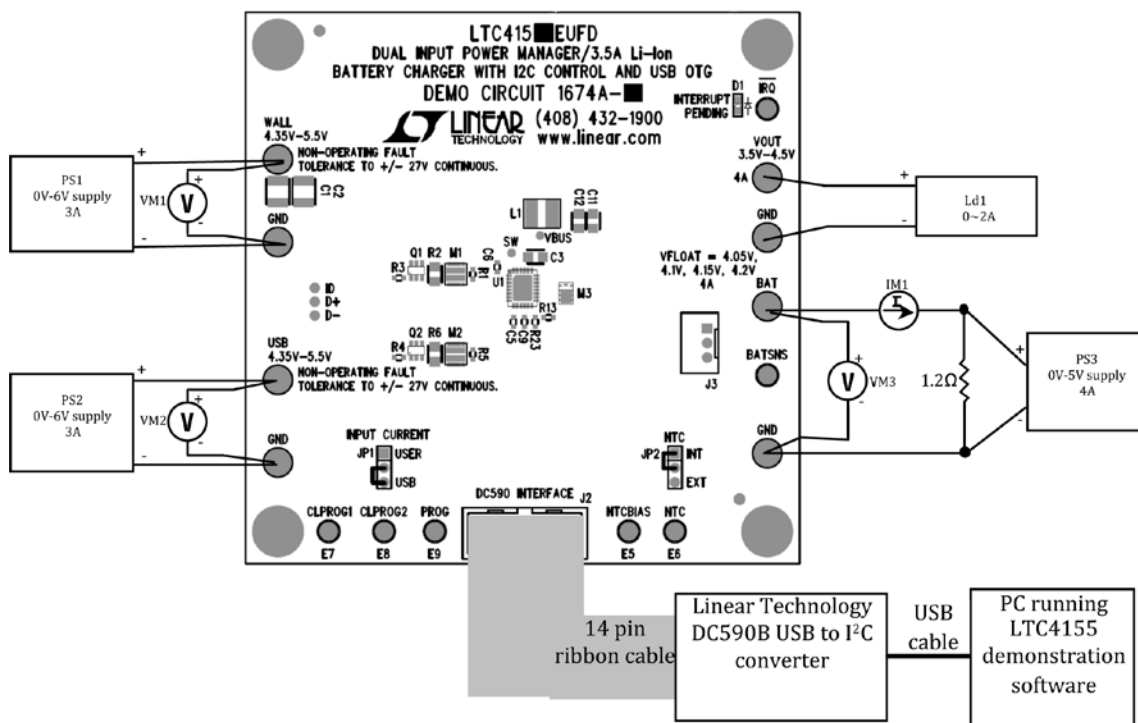 LTC415■EUFD
DUAL INPUT POWER MANAGER/3.5A Li-Ion
BATTERY CHARGER WITH I2C CONTROL AND USB OTG
DEMO CIRCUIT 1674A-■
LINEAR
TECHNOLOGY
(408) 432-1900
www.linear.com
D1
IRQ
INTERRUPT
PENDING
WALL
4.35V-5.5V
NON-OPERATING FAULT
TOLERANCE TO +/- 27V CONTINUOUS.
C1
C2
GND
PS1
0V-6V supply
3A
+
-
VM1
+
V
-
VOUT
3.5V-4.5V
4A
GND
+
-
Ld1
0~2A
L1
C12
C11
VBUS
SW
C3
C6
U1
Q1
R2
M1
R3
R1
M3
R13
C5
C9
R23
ID
D+
D-
Q2
R6
M2
R4
R5
VFLOAT = 4.05V,
4.1V, 4.15V, 4.2V
4A
BAT
IM1
I
BATSNS
J3
+
V
VM3
-
1.2Ω
+
-
PS3
0V-5V supply
4A
GND
USB
4.35V-5.5V
NON-OPERATING FAULT
TOLERANCE TO +/- 27V CONTINUOUS.
PS2
0V-6V supply
3A
+
-
VM2
+
V
-
GND
INPUT CURRENT
JP1
USER
USB
NTC
JP2
INT
EXT
DC590 INTERFACE
J2
CLPROG1
CLPROG2
PROG
NTCBIAS
NTC
E7
E8
E9
E5
E6
14 pin
ribbon cable
Linear Technology
DC590B USB to I²C
converter
USB
cable
PC running
LTC4155
demonstration
software